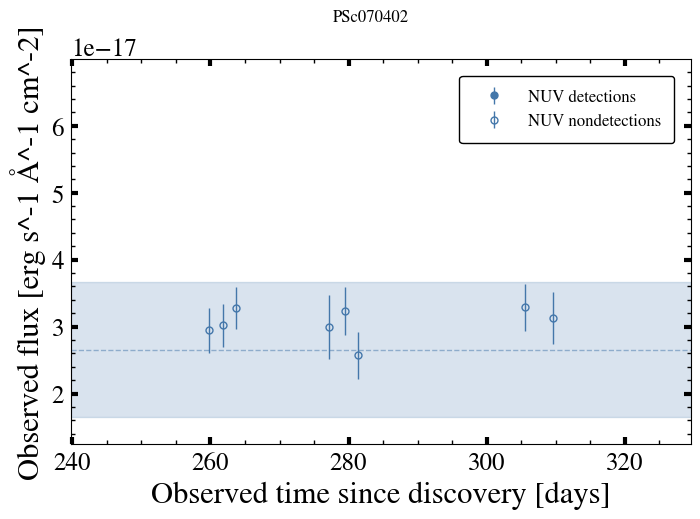 PSc070402
1e−17
NUV detections
NUV nondetections
6
5
4
3
2
Observed flux [erg s^-1 Å^-1 cm^-2]
240 260 280 300 320
Observed time since discovery [days]